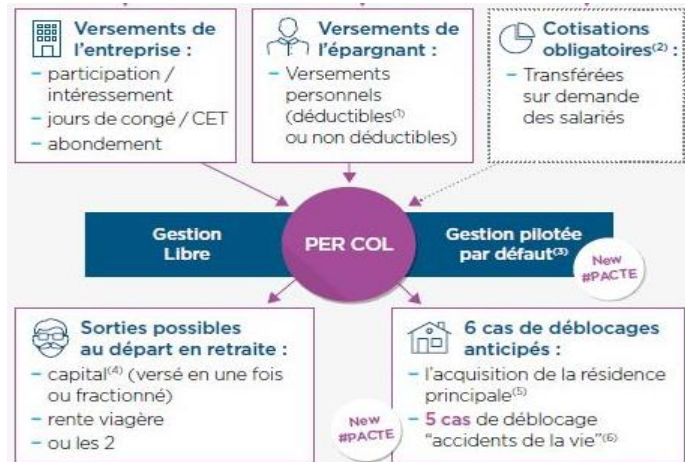 Versements de
l'entreprise :
– participation /
intéressement
– jours de congé / CET
– abondement
Versements de
l'épargnant :
– Versements
personnels
(déductibles(1)
ou non déductibles)
Cotisations
obligatoires(2) :
– Transférées
sur demande
des salariés
Gestion
Libre
PER COL
Gestion pilotée
par défaut(3)
New
#PACTE
Sorties possibles
au départ en retraite :
– capital(4) (versé en une fois
ou fractionné)
– rente viagère
– ou les 2
New
#PACTE
6 cas de déblocages
anticipés :
– l'acquisition de la résidence
principale(5)
– 5 cas de déblocage
"accidents de la vie"(6)